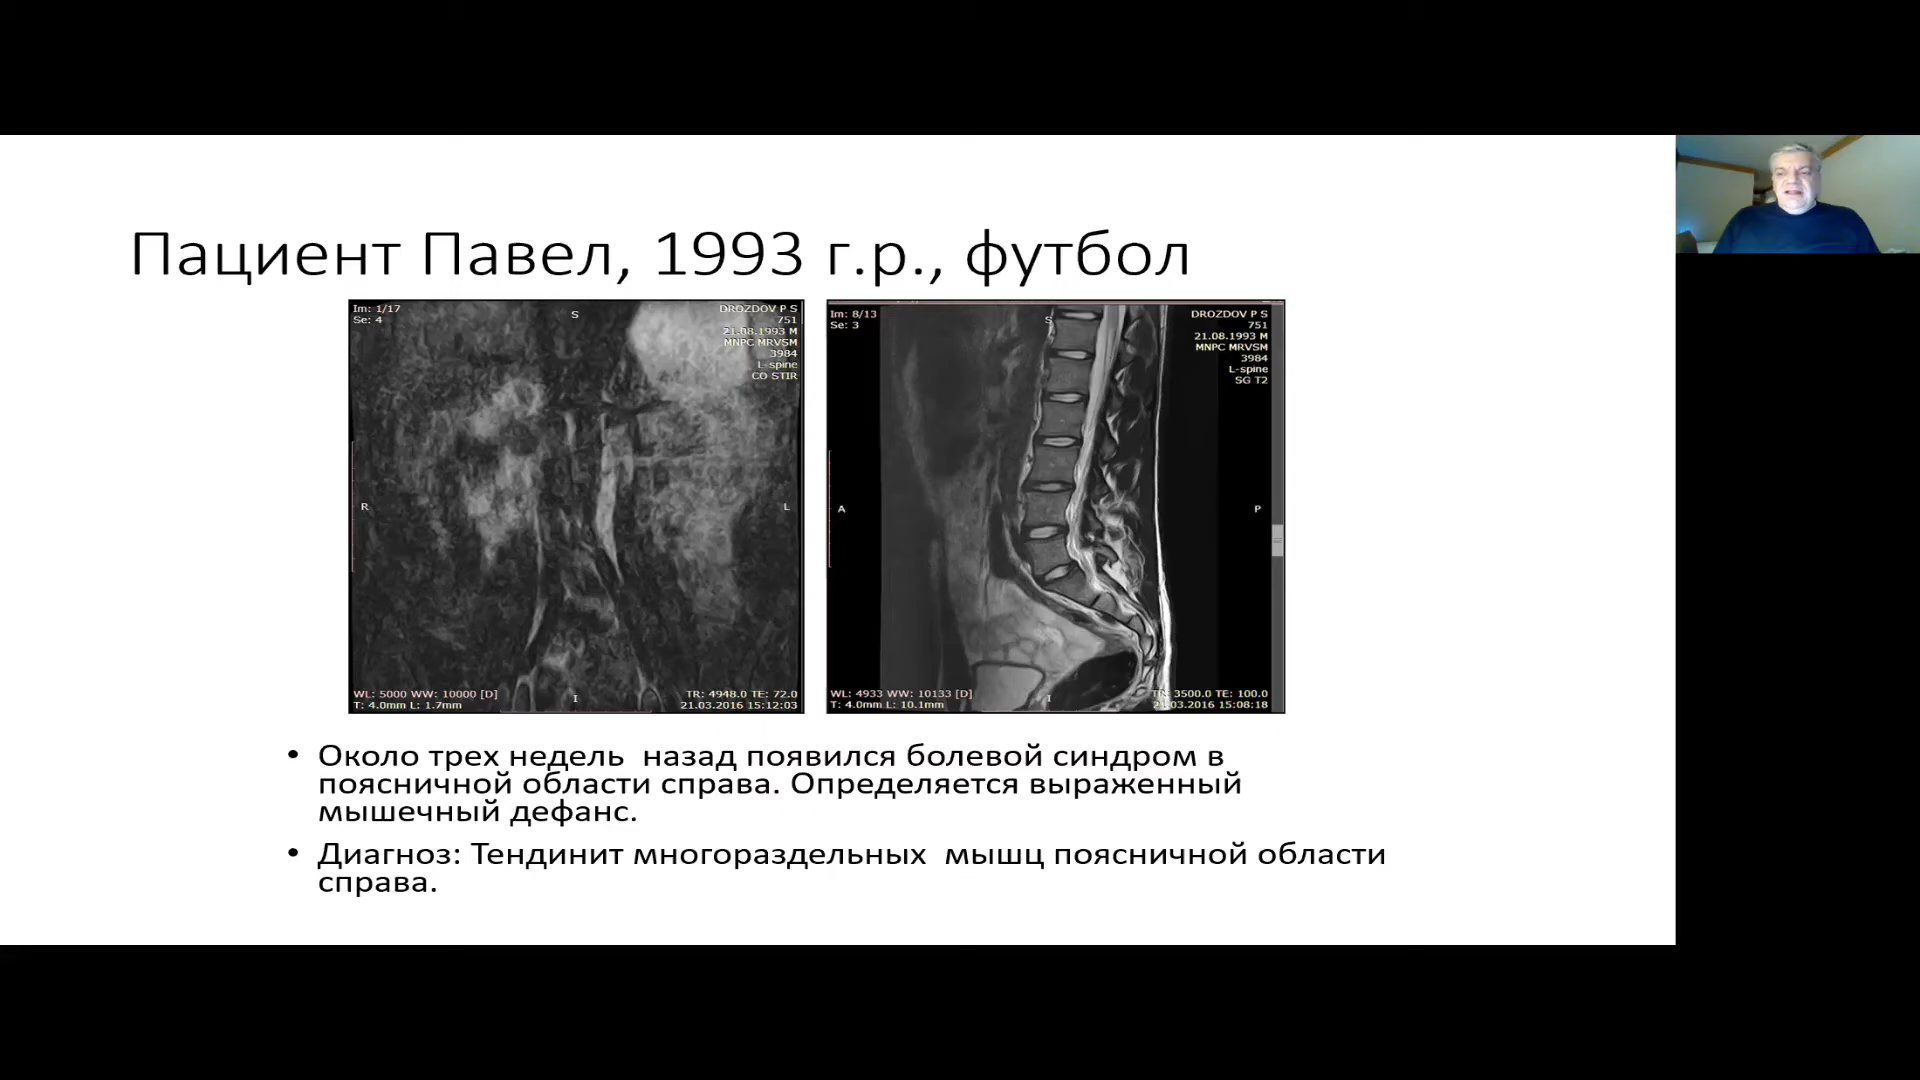 Пациент Павел, 1993 г.р., футбол
Im: 1/17
Se: 4
S
DROZDOV P S
751
21.08.1993 M
MNPC MRVSM
3984
L-spine
CO STIR
R
L
WL: 5000 WW: 10000 [D]
T: 4.0mm L: 1.7mm
I
TR: 4948.0 TE: 72.0
21.03.2016 15:12:03
Im: 8/13
Se: 3
S
DROZDOV P S
751
21.08.1993 M
MNPC MRVSM
3984
L-spine
SG T2
A
P
WL: 4933 WW: 10133 [D]
T: 4.0mm L: 10.1mm
I
TR: 3500.0 TE: 100.0
21.03.2016 15:08:18
• Около трех недель назад появился болевой синдром в
поясничной области справа. Определяется выраженный
мышечный дефанс.
• Диагноз: Тендинит многораздельных мышц поясничной области
справа.